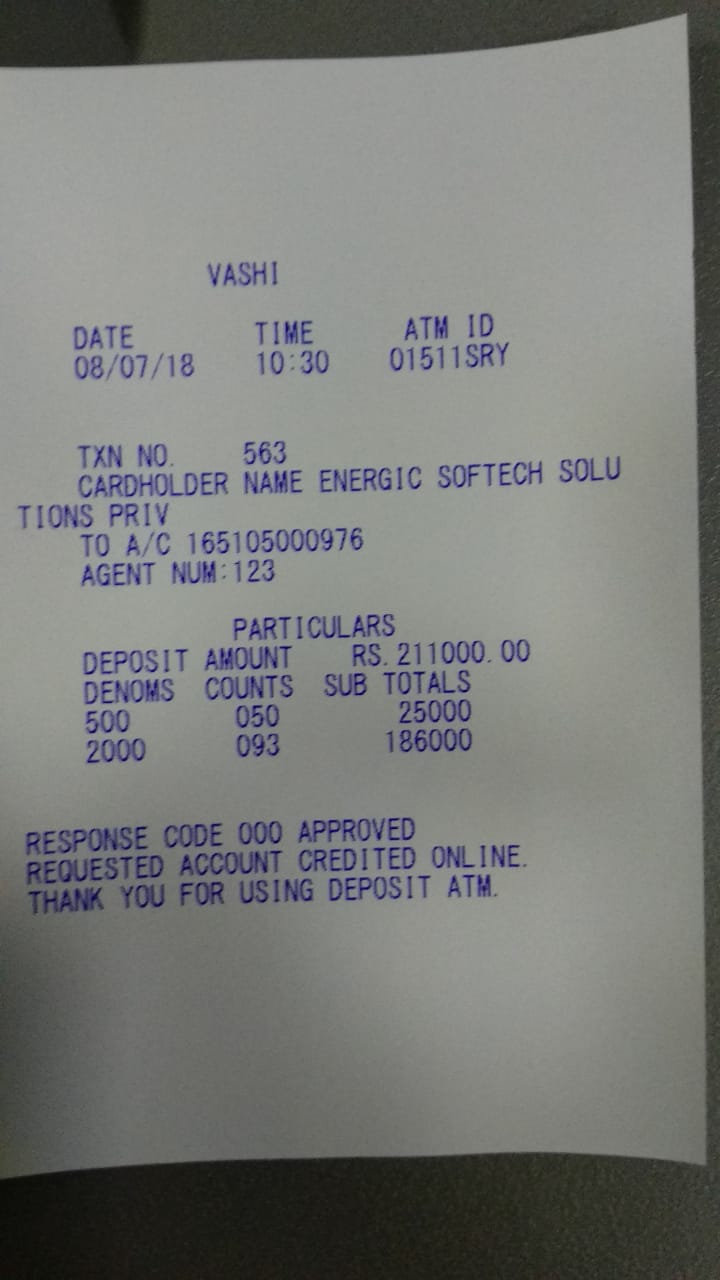 VASHI
DATE TIME ATM ID
08/07/18 10:30 01511SRY
TXN NO. 563
CARDHOLDER NAME ENERGIC SOFTECH SOLU
TIONS PRIV
TO A/C 165105000976
AGENT NUM:123
PARTICULARS
DEPOSIT AMOUNT RS.211000.00
DENOMS COUNTS SUB TOTALS
500 050 25000
2000 093 186000
RESPONSE CODE 000 APPROVED
REQUESTED ACCOUNT CREDITED ONLINE.
THANK YOU FOR USING DEPOSIT ATM.